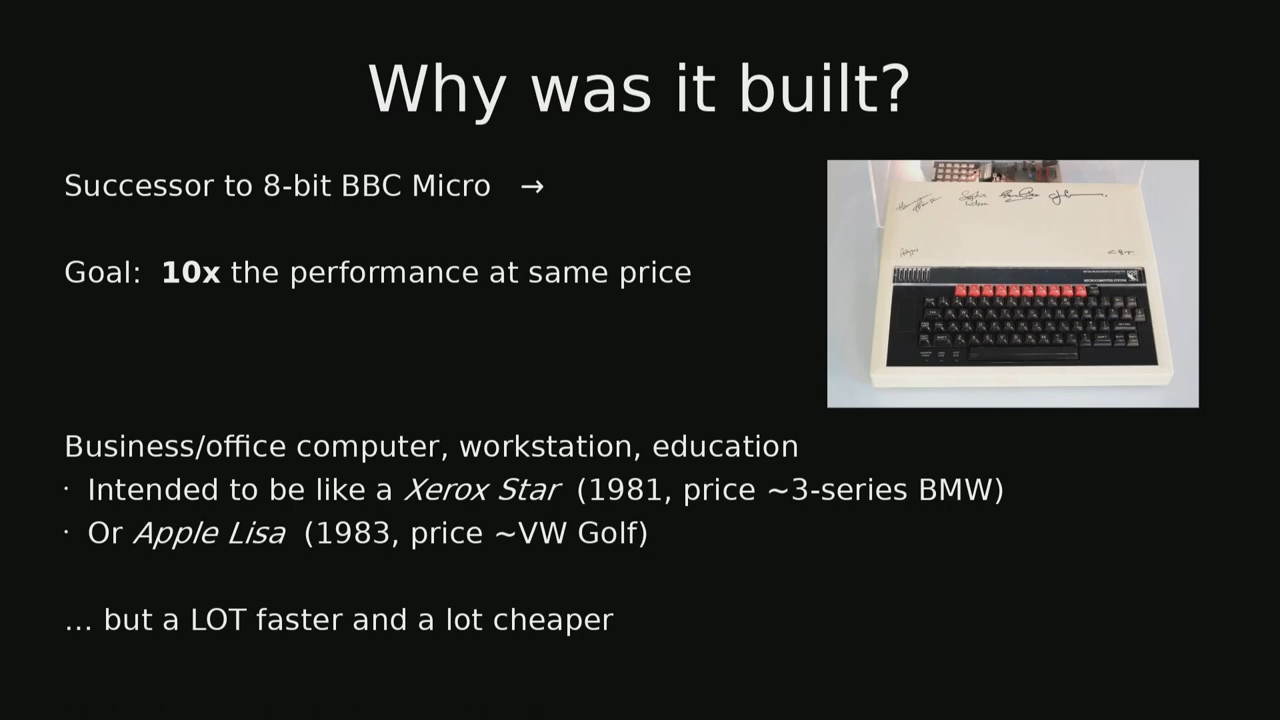 Why was it built?
Successor to 8-bit BBC Micro →
Goal: 10x the performance at same price
Business/office computer, workstation, education
· Intended to be like a Xerox Star (1981, price ~3-series BMW)
· Or Apple Lisa (1983, price ~VW Golf)
... but a LOT faster and a lot cheaper